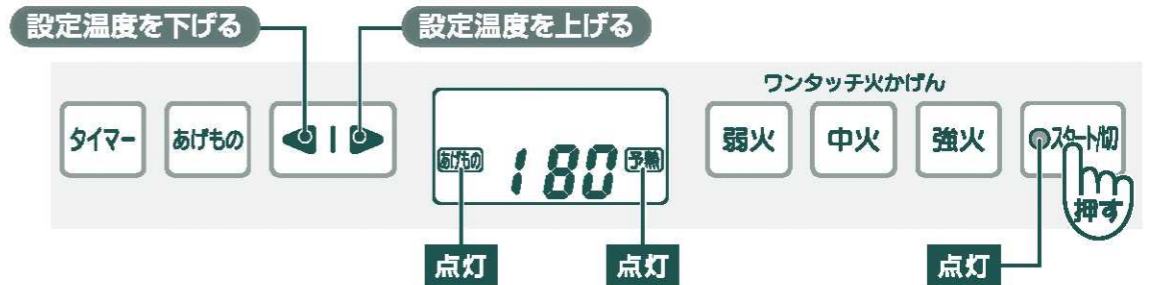 設定温度を下げる
設定温度を上げる
ワンタッチ火かげん
タイマー
あげもの
あげもの
180
予熱
弱火
中火
強火
スタート/切
押す
点灯
点灯
点灯